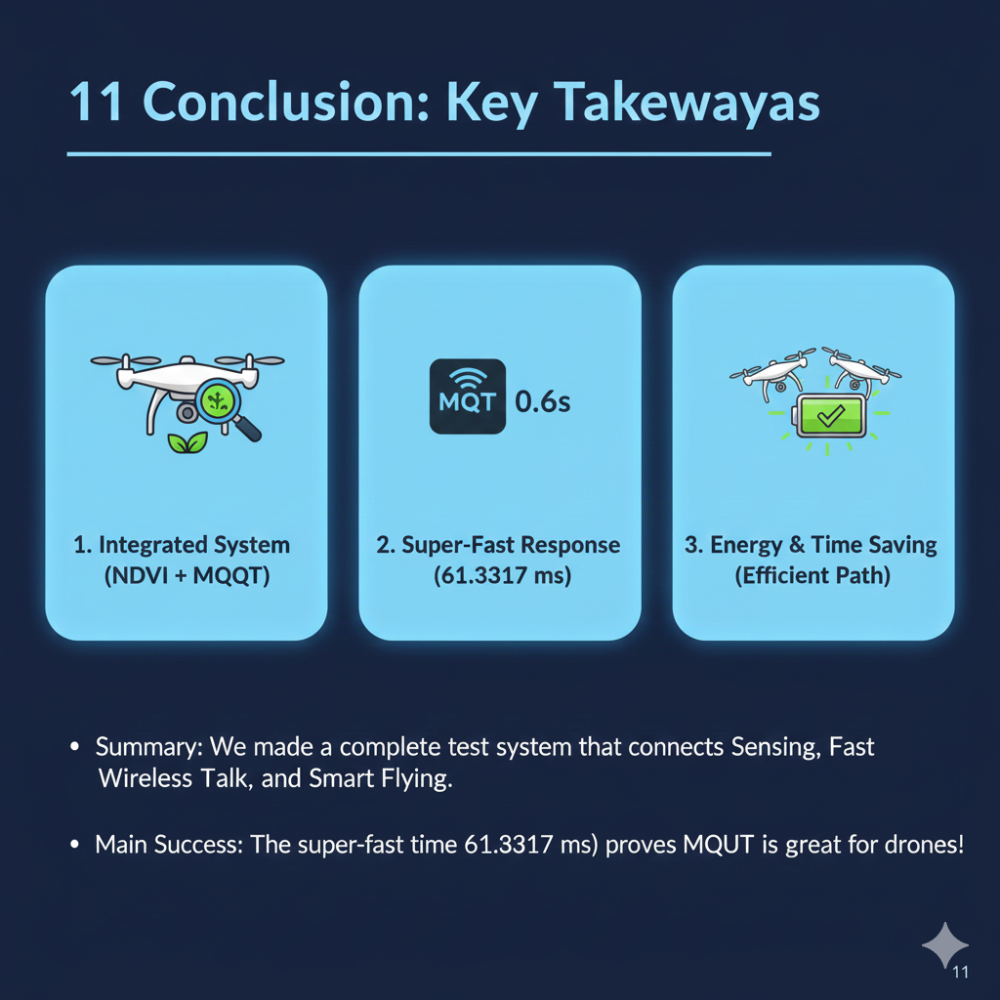 11 Conclusion: Key Takewayas
MQT 0.6s
1. Integrated System
(NDVI + MQQT)
2. Super-Fast Response
(61.3317 ms)
3. Energy & Time Saving
(Efficient Path)
• Summary: We made a complete test system that connects Sensing, Fast
Wireless Talk, and Smart Flying.
• Main Success: The super-fast time 61.3317 ms) proves MQUT is great for drones!
11